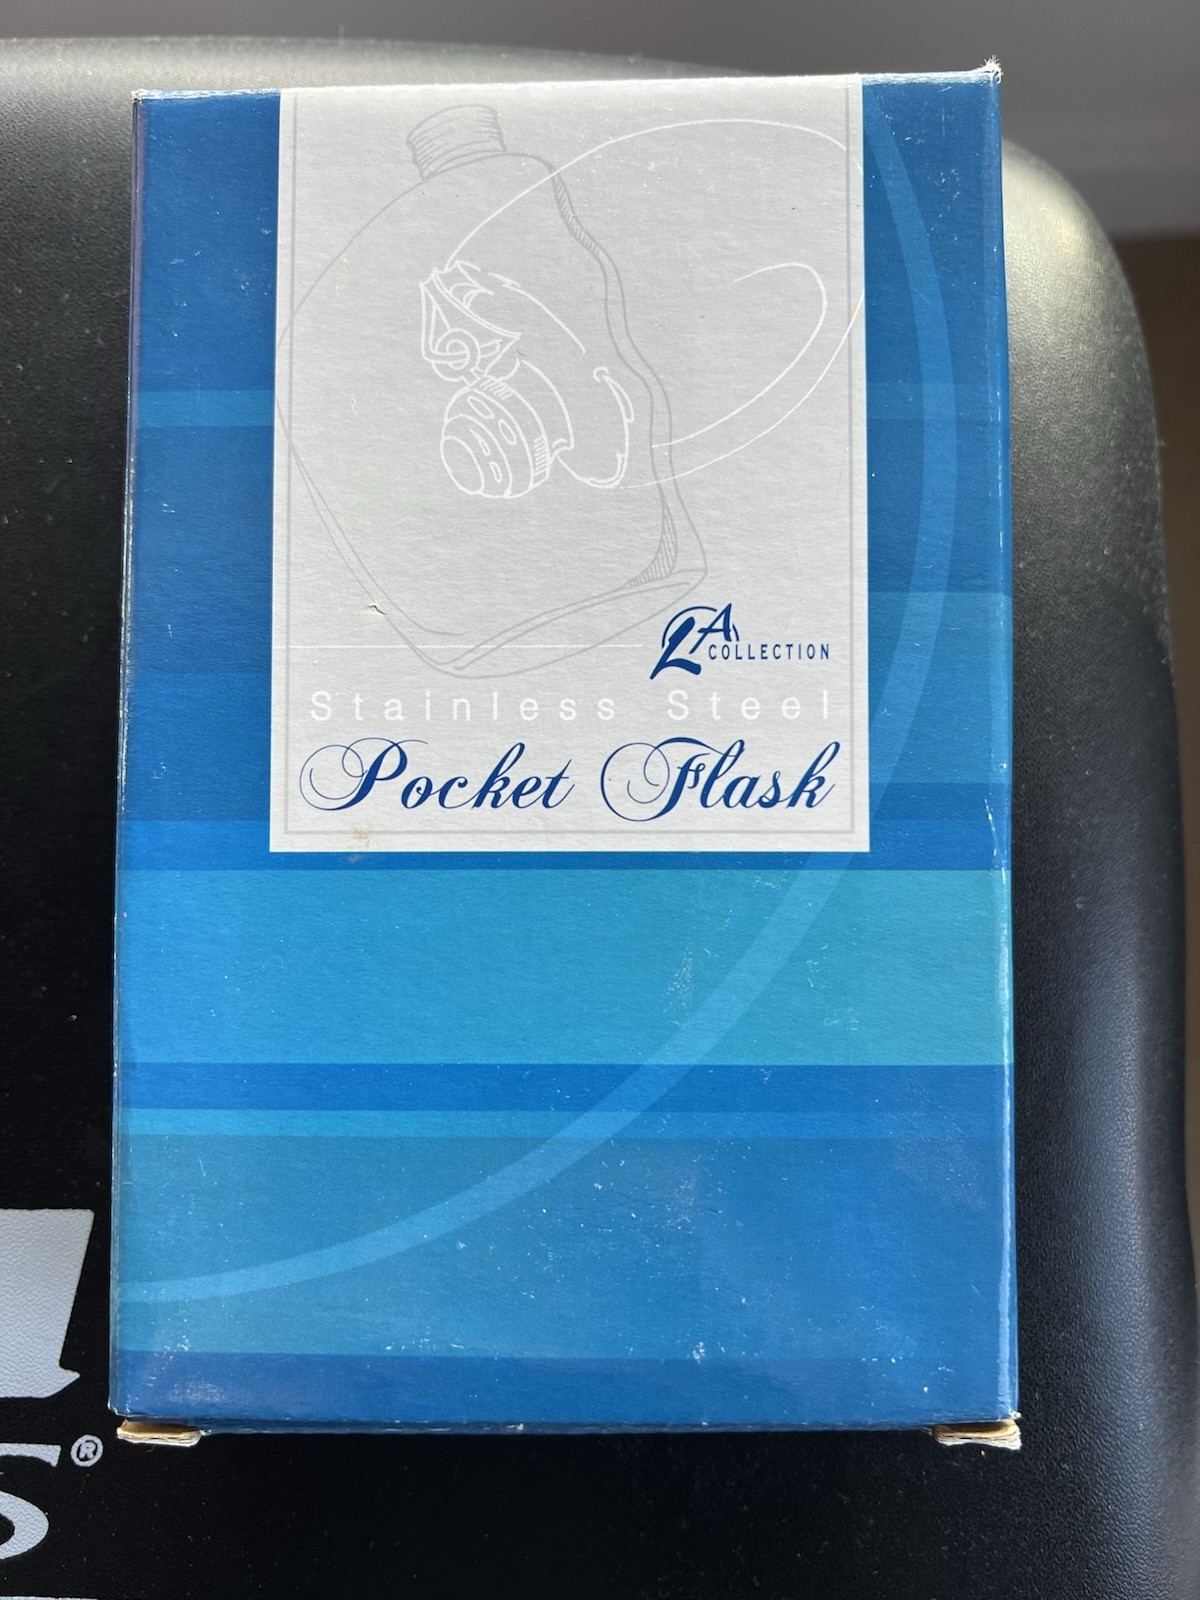 LA
COLLECTION
Stainless Steel
Pocket Flask
S®